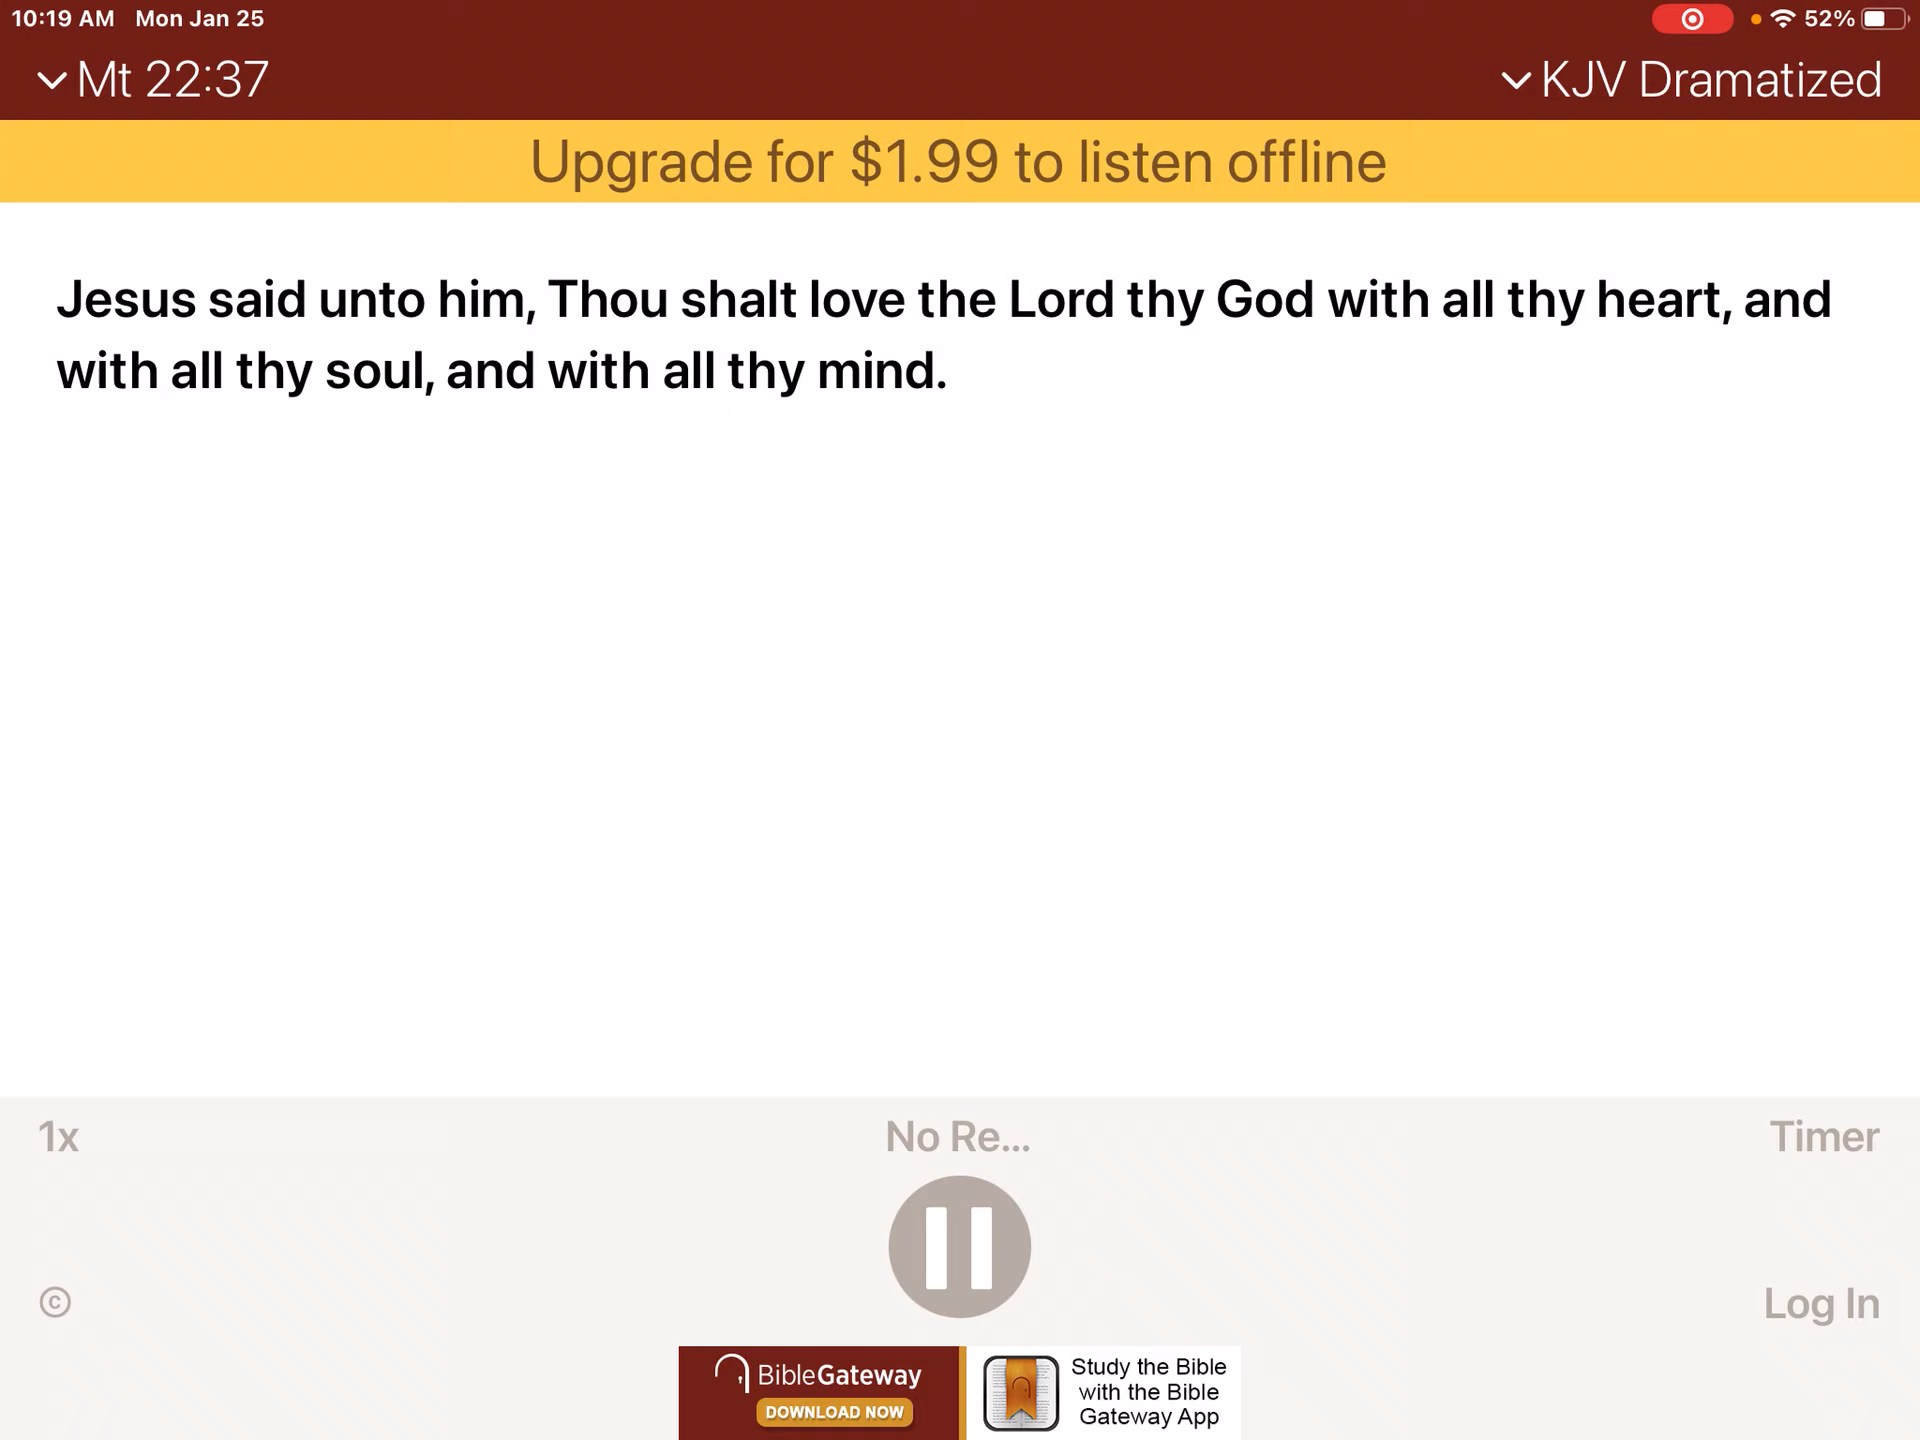 10:19 AM Mon Jan 25
52%
Mt 22:37
KJV Dramatized
Upgrade for $1.99 to listen offline
Jesus said unto him, Thou shalt love the Lord thy God with all thy heart, and
with all thy soul, and with all thy mind.
1x
No Re...
Timer
©
Log In
BibleGateway
DOWNLOAD NOW
Study the Bible
with the Bible
Gateway App